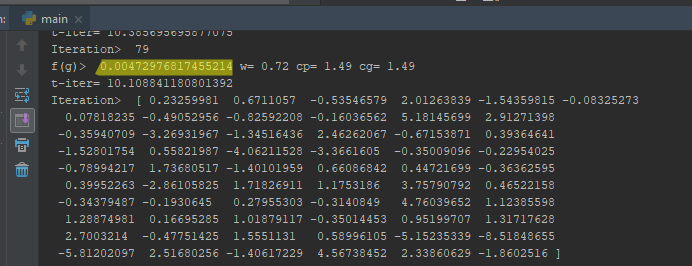 n: main ×
t-iter= 10.385695695877075
Iteration>  79
f(g)>  0.00472976817455214 w= 0.72 cp= 1.49 cg= 1.49
t-iter= 10.108841180801392
Iteration>  [ 0.23259981  0.6711057  -0.53546579  2.01263839 -1.54359815 -0.08325273
0.07818235 -0.49052956 -0.82592208 -0.16036562  5.18145699  2.91271398
-0.35940709 -3.26931967 -1.34516436  2.46262067 -0.67153871  0.39364641
-1.52801754  0.55821987 -4.06211528 -3.3661605  -0.35009096 -0.22954025
-0.78994217  1.73680517 -1.40101959  0.66086842  0.44721699 -0.36362595
0.39952263 -2.86105825  1.71826911  1.1753186   3.75790792  0.46522158
-0.34379487 -0.1930645   0.27955303 -0.3140849   4.76039652  1.12385598
1.28874981  0.16695285  1.01879117 -0.35014453  0.95199707  1.31717628
2.7003214  -0.47751425  1.5551131   0.58996105 -5.15235339 -8.51848655
-5.81202097  2.51680256 -1.40617229  4.56738452  2.33860629 -1.8602516 ]